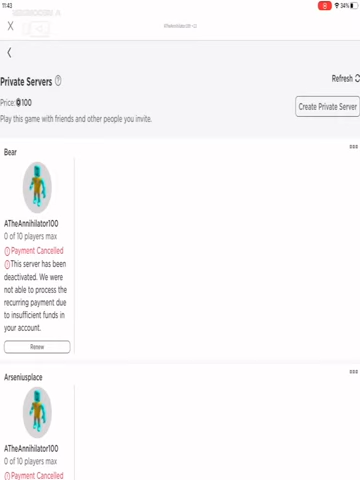 11:43
34%
Private Servers
Refresh
Price: 100
Create Private Server
Play this game with friends and other people you invite.
Bear
ATheAnnihilator100
0 of 10 players max
Payment Cancelled
This server has been
deactivated. We were
not able to process the
recurring payment due
to insufficient funds in
your account.
Renew
Arseniusplace
ATheAnnihilator100
0 of 10 players max
Payment Cancelled